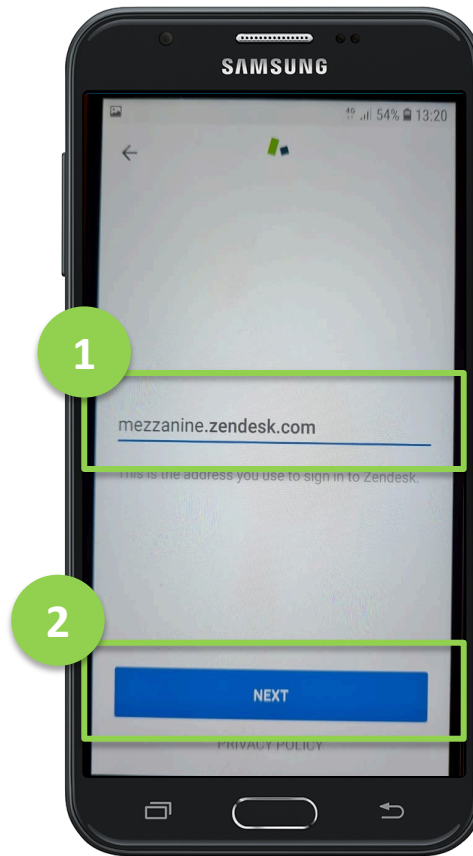 SAMSUNG
4G 54% 13:20
1
mezzanine.zendesk.com
This is the address you use to sign in to Zendesk.
2
NEXT
PRIVACY POLICY